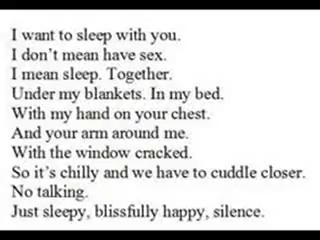 I want to sleep with you.
I don't mean have sex.
I mean sleep. Together.
Under my blankets. In my bed.
With my hand on your chest.
And your arm around me.
With the window cracked.
So it's chilly and we have to cuddle closer.
No talking.
Just sleepy, blissfully happy, silence.